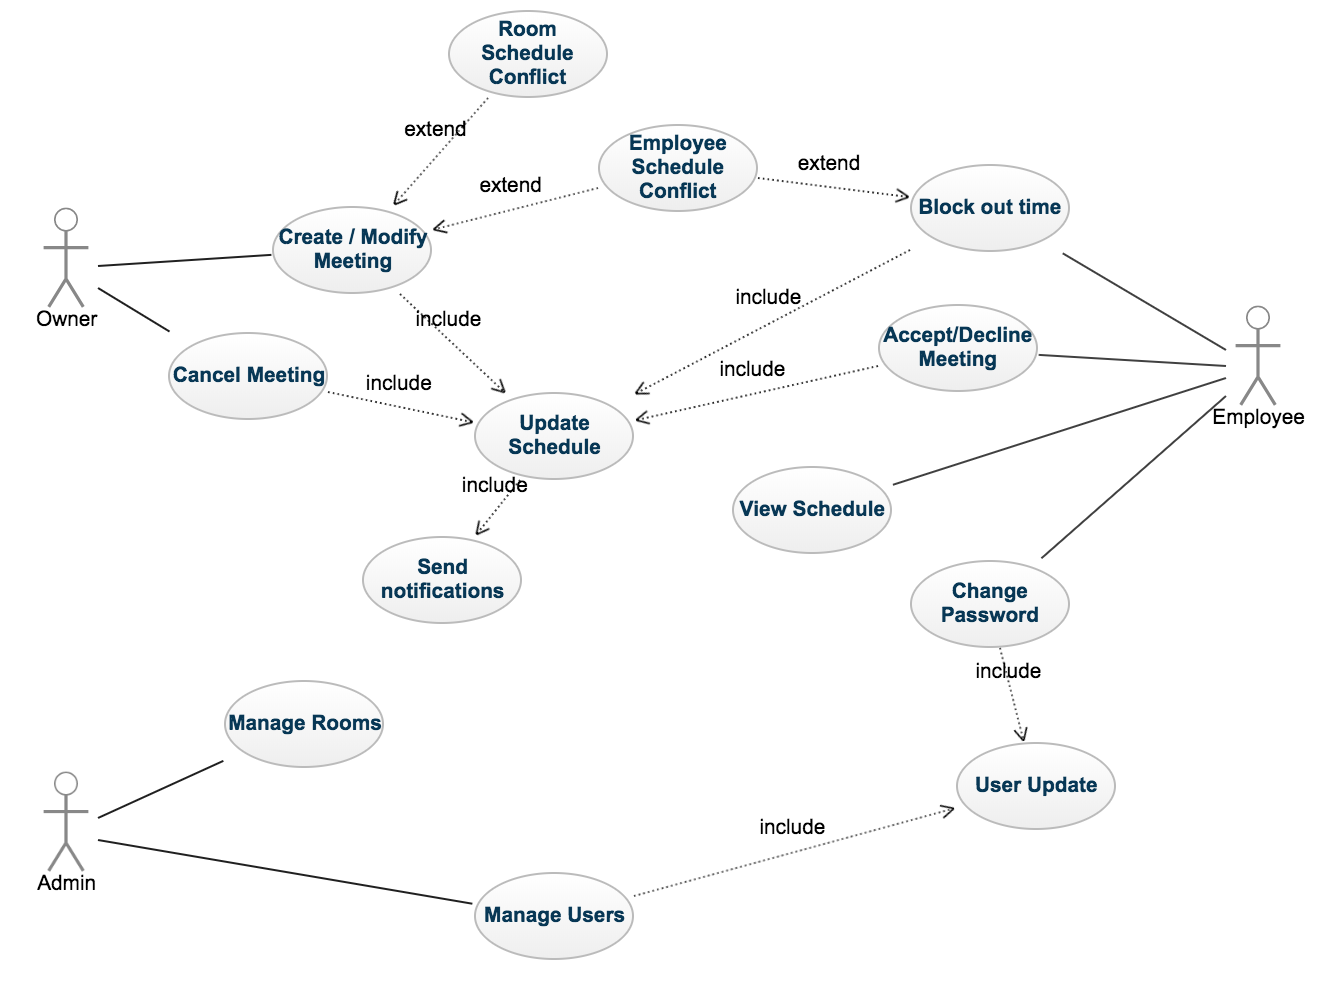 Room
Schedule
Conflict
extend
Employee
Schedule
Conflict
extend
extend
Block out time
Create / Modify
Meeting
Owner
include
include
Accept/Decline
Meeting
Cancel Meeting
include
include
Employee
Update
Schedule
include
View Schedule
Send
notifications
Change
Password
include
Manage Rooms
User Update
include
Admin
Manage Users